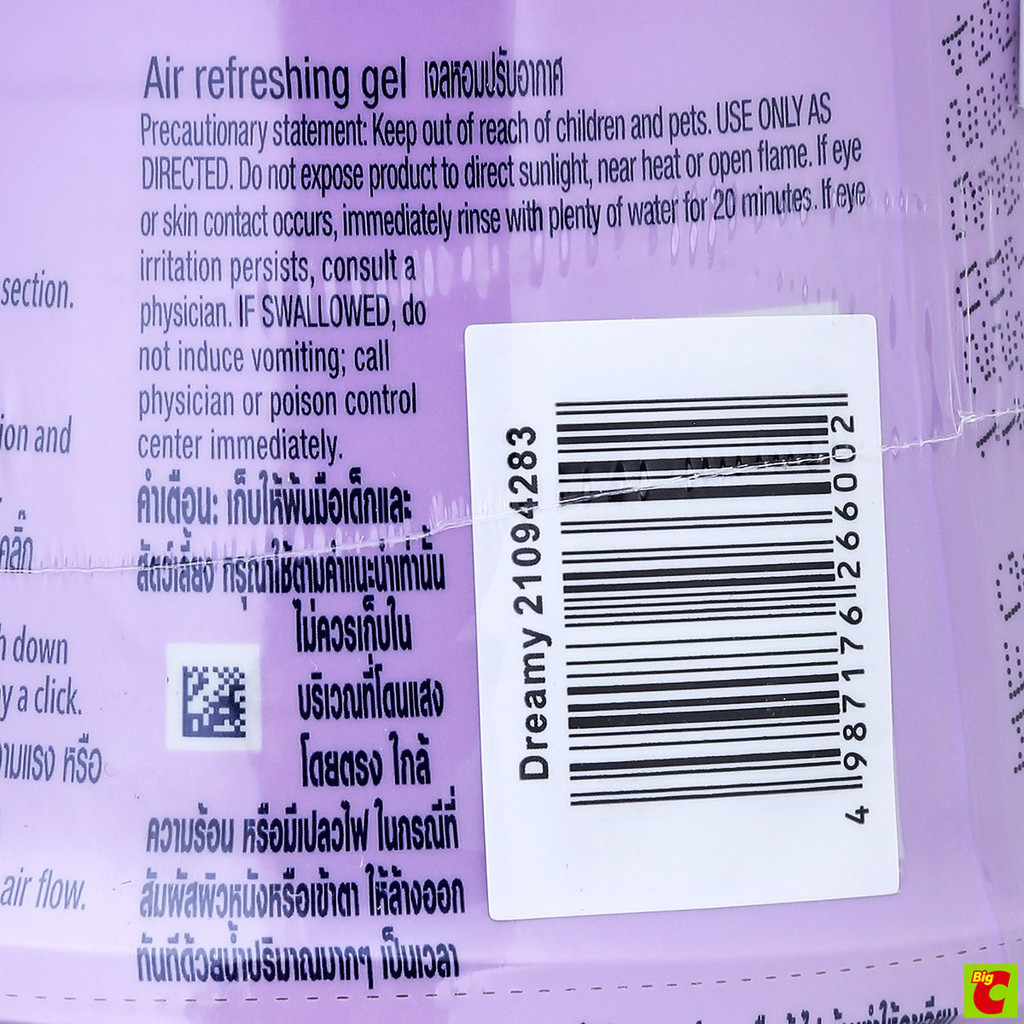 Air refreshing gel เจลหอมปรับอากาศ
Precautionary statement: Keep out of reach of children and pets. USE ONLY AS
DIRECTED. Do not expose product to direct sunlight, near heat or open flame. If eye
or skin contact occurs, immediately rinse with plenty of water for 20 minutes. If eye
irritation persists, consult a
physician. IF SWALLOWED, do
not induce vomiting; call
physician or poison control
center immediately.
คำเตือน: เก็บให้พ้นมือเด็กและ
สัตว์เลี้ยง กรุณาใช้ตามคำแนะนำเท่านั้น
ไม่ควรเก็บใน
บริเวณที่โดนแสง
โดยตรง ใกล้
ความร้อน หรือมีเปลวไฟ ในกรณีที่
สัมผัสผิวหนังหรือเข้าตา ให้ล้างออก
ทันทีด้วยน้ำปริมาณมากๆ เป็นเวลา
section.
and
คลิ๊ก
down
y a click.
หรือ
air flow.
Dreamy 21094283
4 987176 266002
Big C